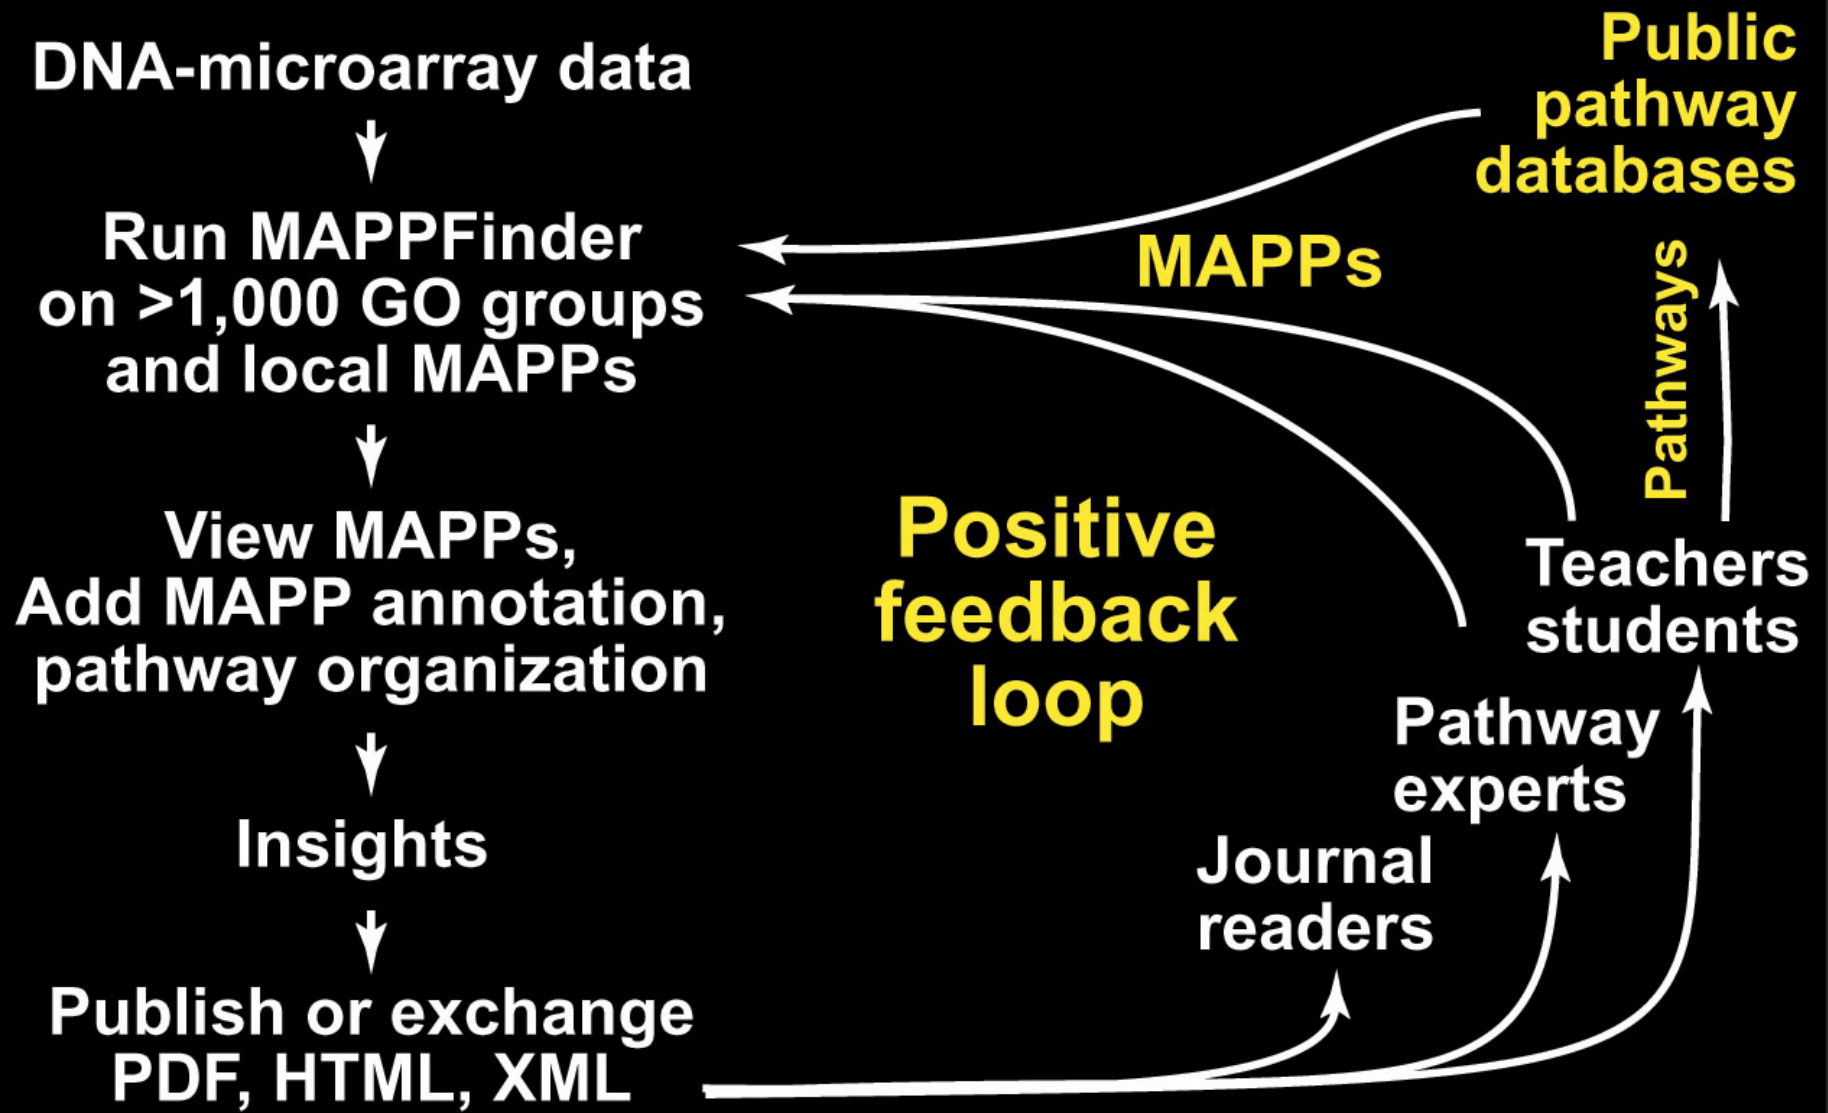 DNA-microarray data
Run MAPPFinder
on >1,000 GO groups
and local MAPPs
View MAPPs,
Add MAPP annotation,
pathway organization
Insights
Publish or exchange
PDF, HTML, XML
Public
pathway
databases
MAPPs
Pathways
Positive
feedback
loop
Teachers
students
Pathway
experts
Journal
readers